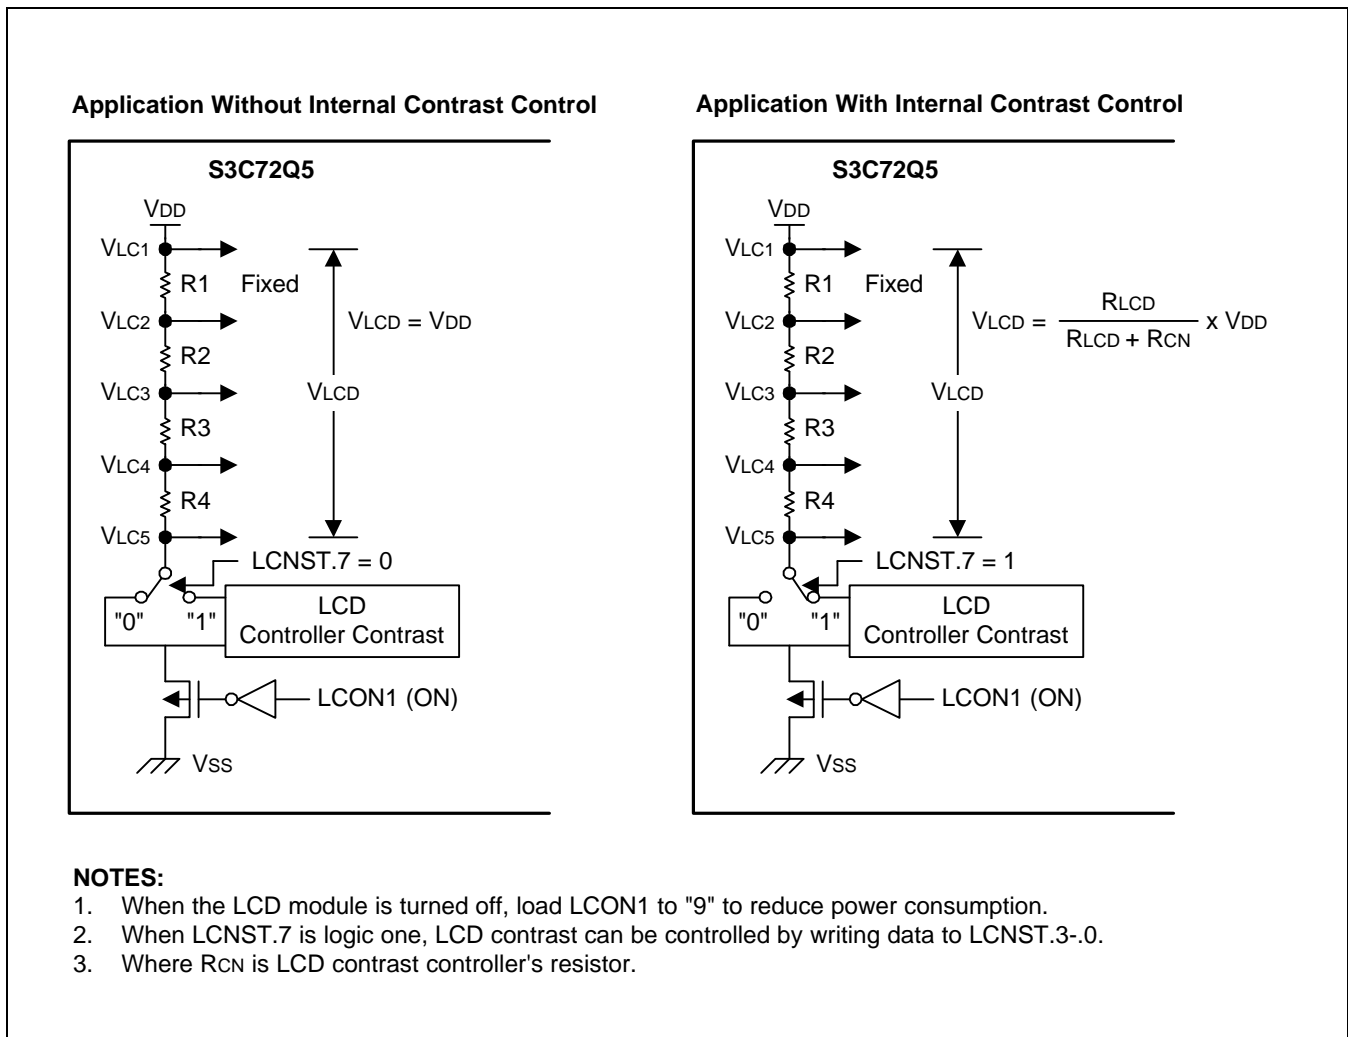 Application Without Internal Contrast Control
S3C72Q5
VDD
VLC1
R1
Fixed
VLC2
VLCD = VDD
R2
VLC3
VLCD
R3
VLC4
R4
VLC5
LCNST.7 = 0
"0"
"1"
LCD
Controller Contrast
LCON1 (ON)
VSS
Application With Internal Contrast Control
S3C72Q5
VDD
VLC1
R1
Fixed
VLC2
VLCD = RLCD / RLCD + RCN x VDD
R2
VLC3
VLCD
R3
VLC4
R4
VLC5
LCNST.7 = 1
"0"
"1"
LCD
Controller Contrast
LCON1 (ON)
VSS
NOTES:
1. When the LCD module is turned off, load LCON1 to "9" to reduce power consumption.
2. When LCNST.7 is logic one, LCD contrast can be controlled by writing data to LCNST.3-.0.
3. Where RCN is LCD contrast controller's resistor.